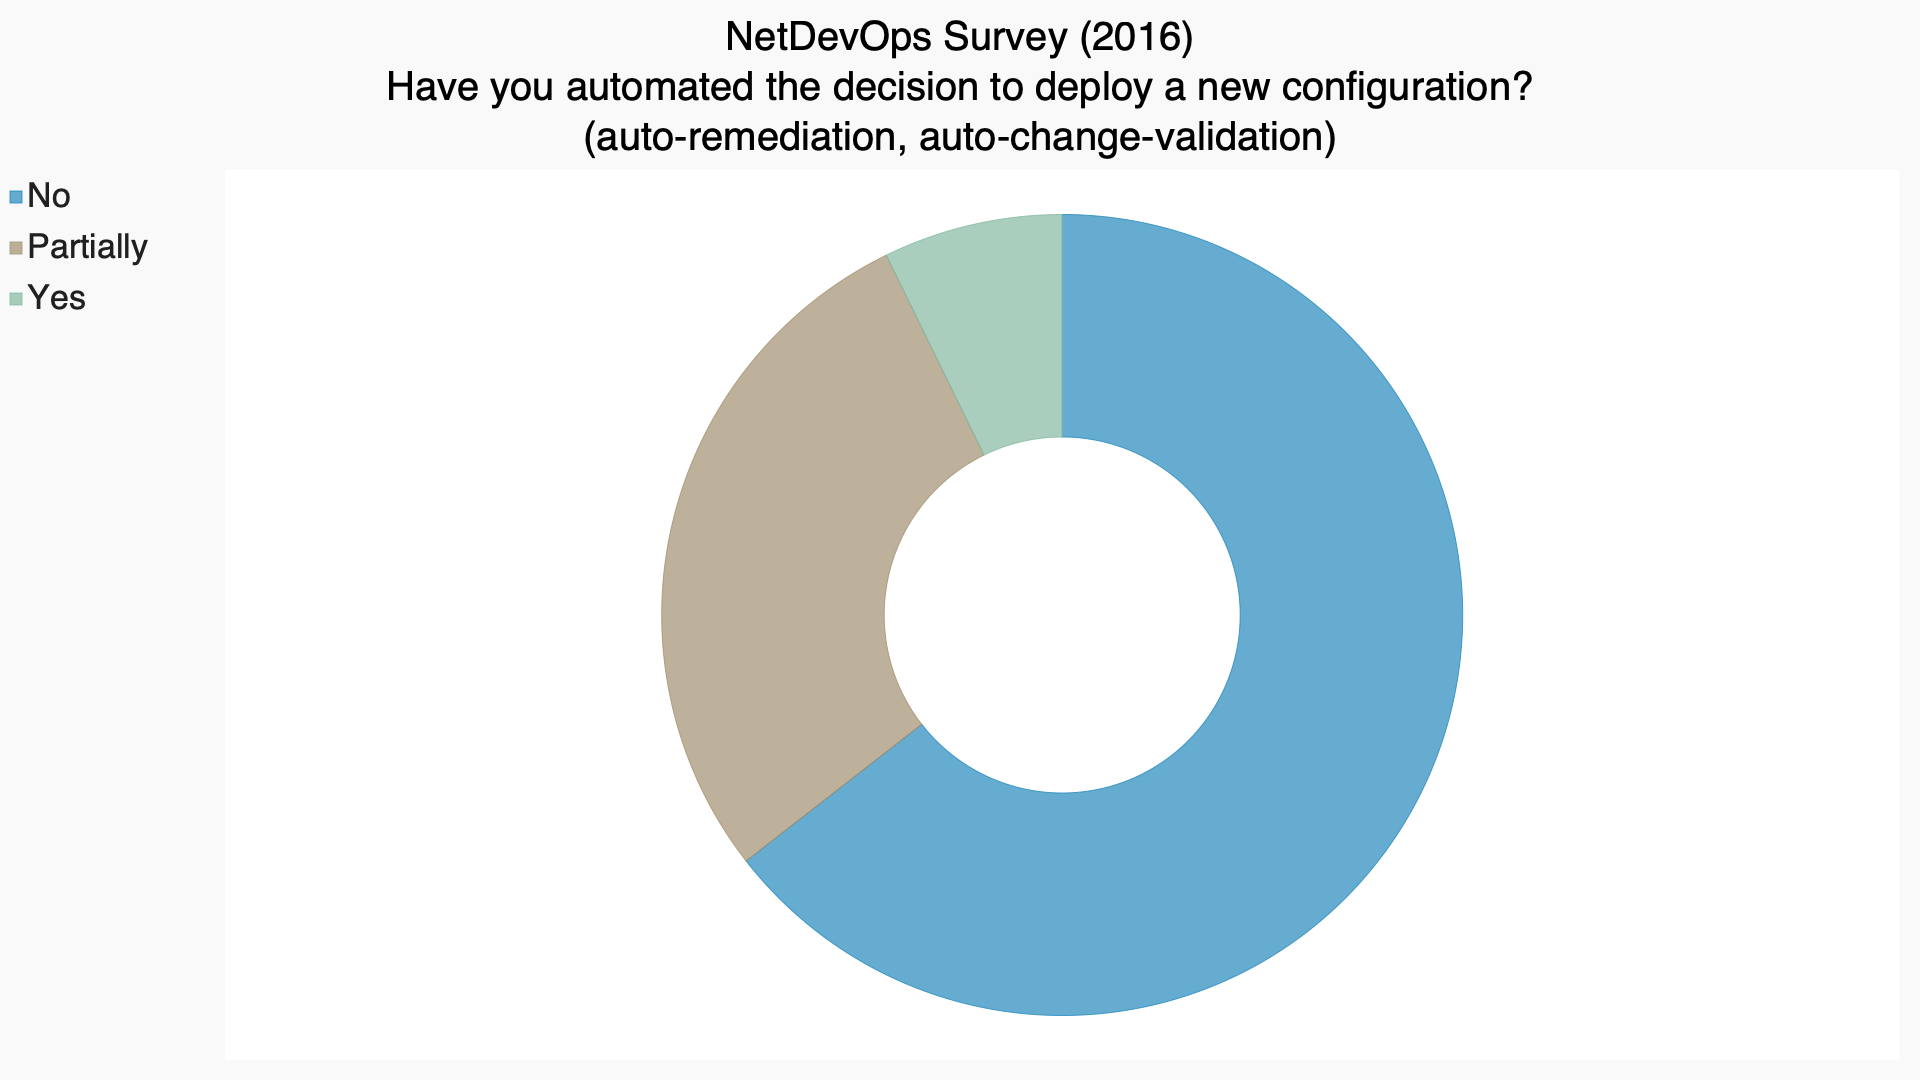 NetDevOps Survey (2016)
Have you automated the decision to deploy a new configuration?
(auto-remediation, auto-change-validation)
No
Partially
Yes